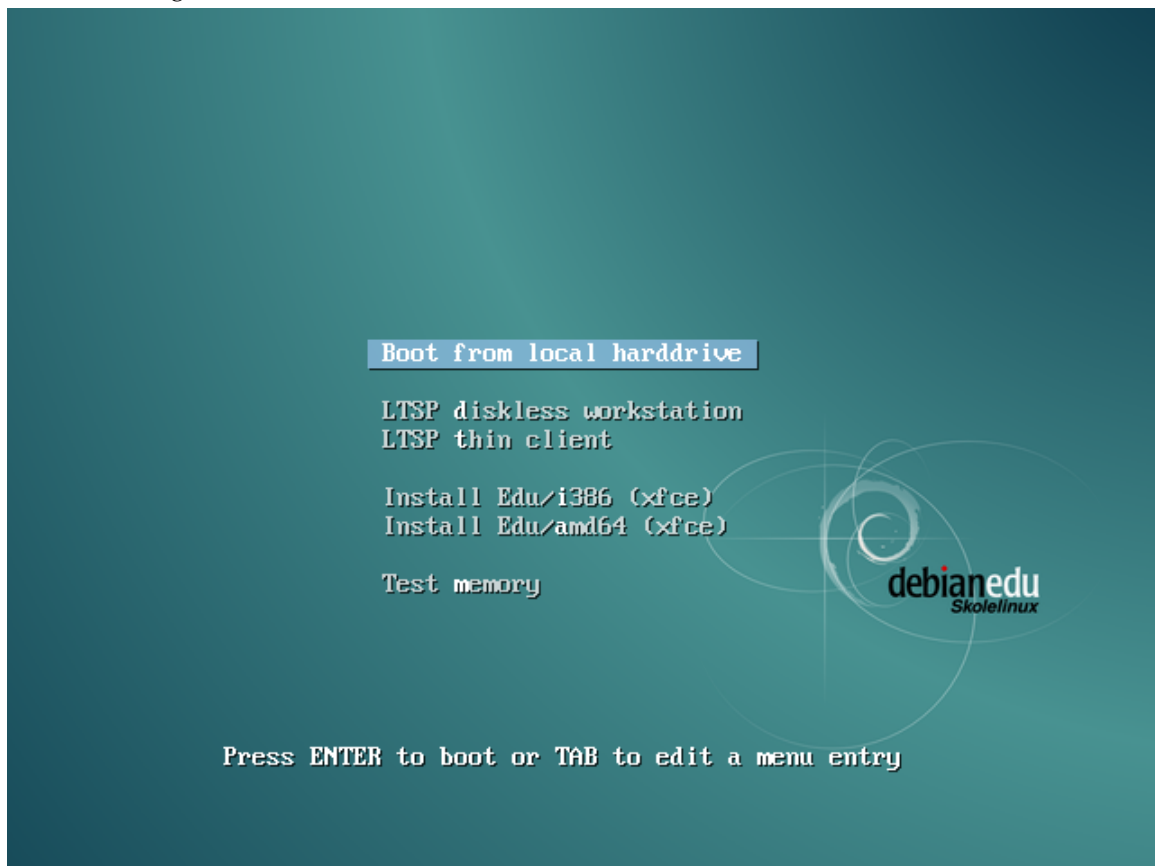 Boot from local harddrive
LTSP diskless workstation
LTSP thin client
Install Edu/i386 (xfce)
Install Edu/amd64 (xfce)
Test memory
debianedu
Skolelinux
Press ENTER to boot or TAB to edit a menu entry